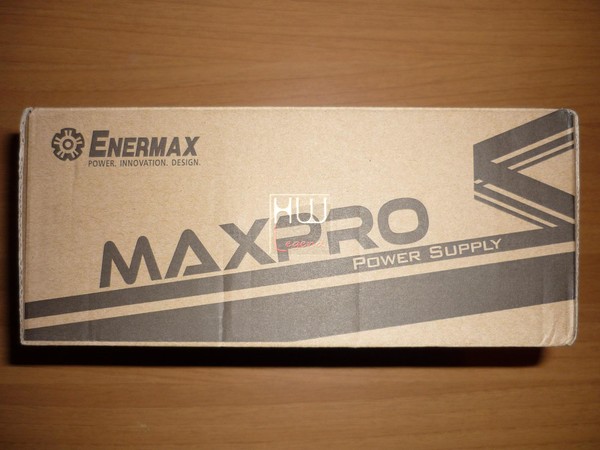 ENERMAX
POWER. INNOVATION. DESIGN.
HW
MAXPRO
POWER SUPPLY